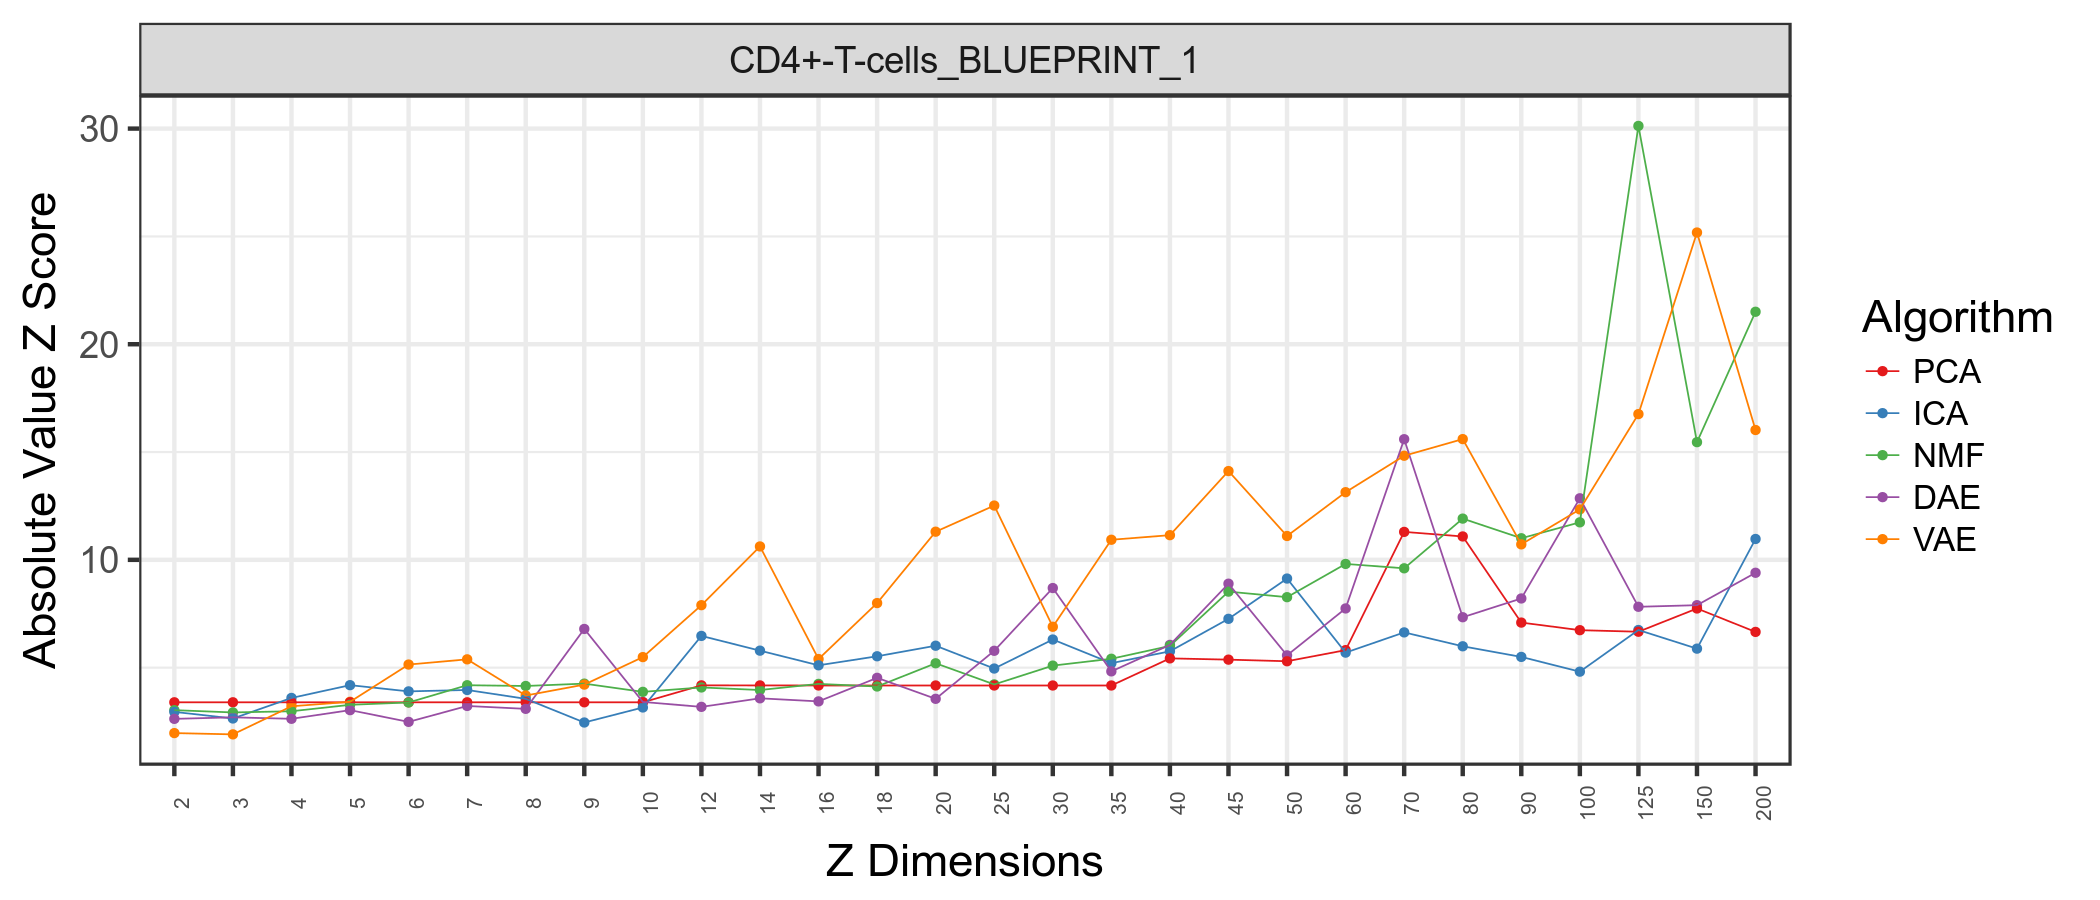 CD4+-T-cells_BLUEPRINT_1
Absolute Value Z Score
30
20
10
2 3 4 5 6 7 8 9 10 12 14 16 18 20 25 30 35 40 45 50 60 70 80 90 100 125 150 200
Z Dimensions
Algorithm
PCA
ICA
NMF
DAE
VAE